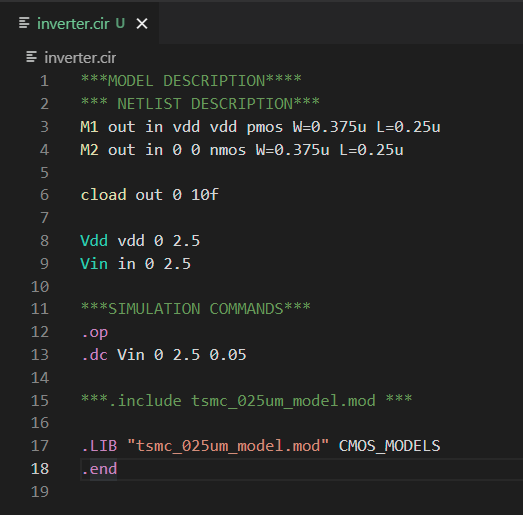 inverter.cir U
inverter.cir
1 ***MODEL DESCRIPTION****
2 *** NETLIST DESCRIPTION***
3 M1 out in vdd vdd pmos W=0.375u L=0.25u
4 M2 out in 0 0 nmos W=0.375u L=0.25u
5
6 cload out 0 10f
7
8 Vdd vdd 0 2.5
9 Vin in 0 2.5
10
11 ***SIMULATION COMMANDS***
12 .op
13 .dc Vin 0 2.5 0.05
14
15 ***.include tsmc_025um_model.mod ***
16
17 .LIB "tsmc_025um_model.mod" CMOS_MODELS
18 .end
19